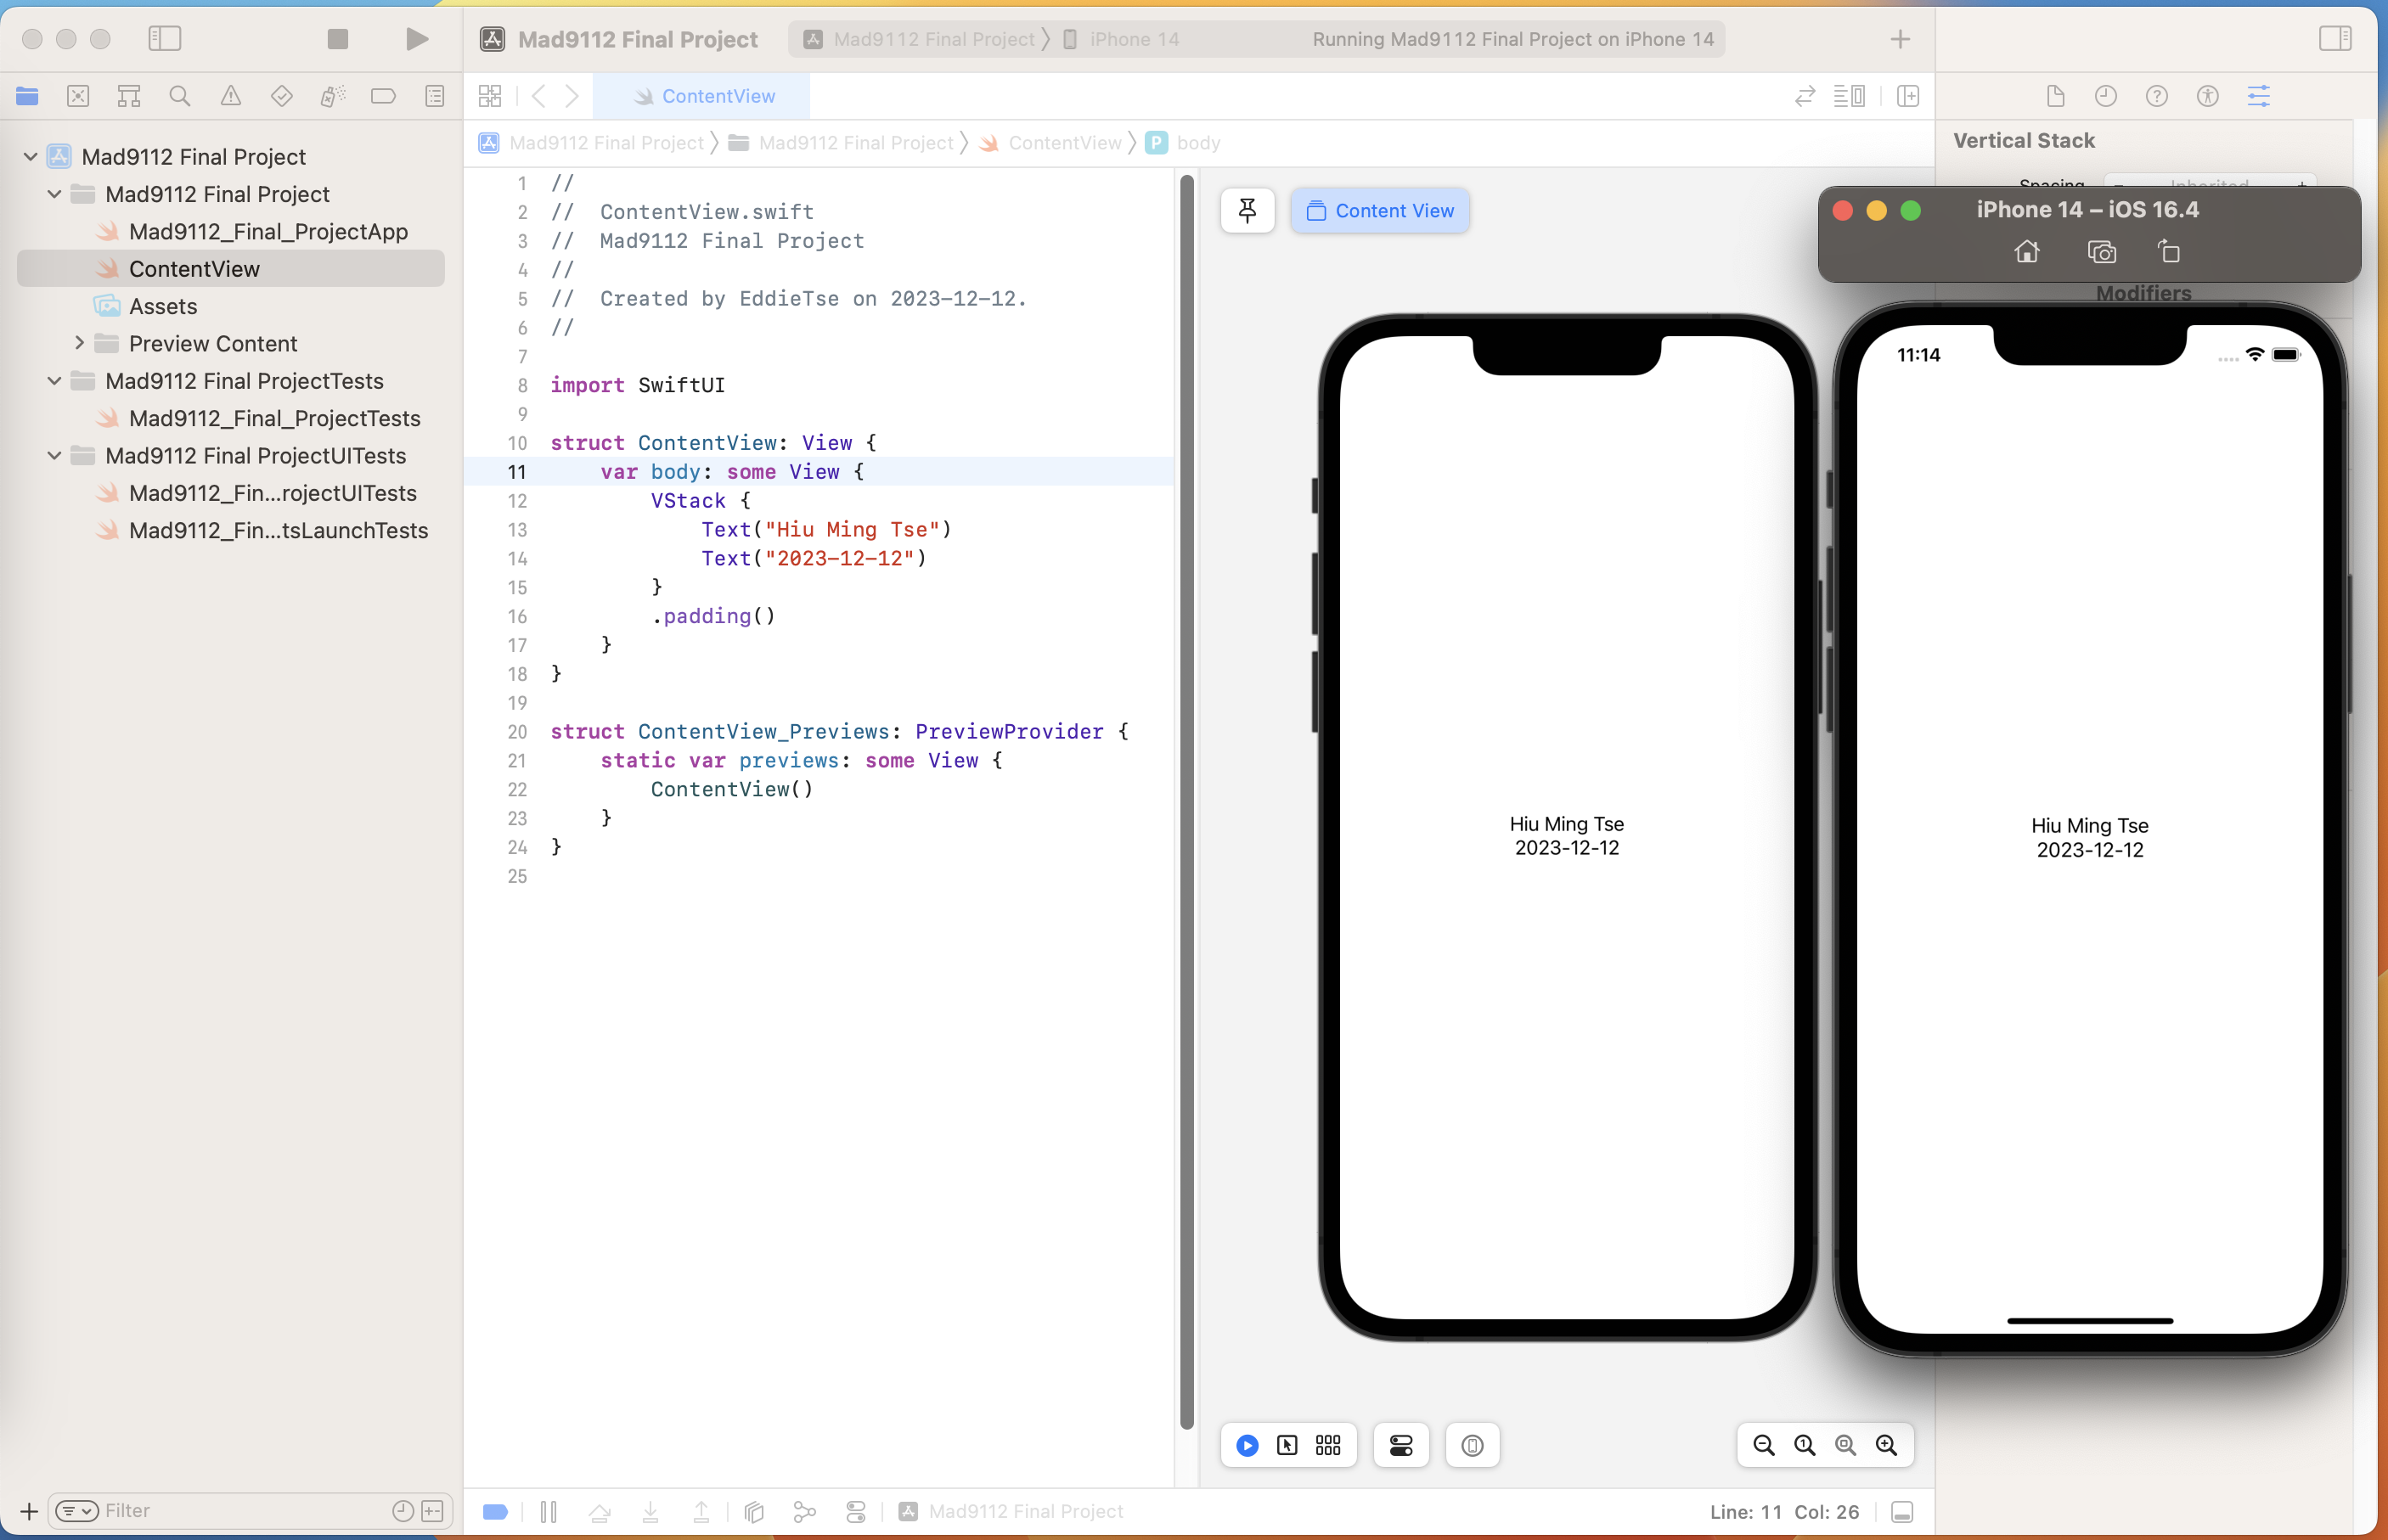 Mad9112 Final Project
Mad9112 Final Project
iPhone 14
Running Mad9112 Final Project on iPhone 14
ContentView
Mad9112 Final Project
Mad9112 Final Project
ContentView
P
body
Mad9112 Final Project
Mad9112 Final Project
Mad9112_Final_ProjectApp
ContentView
Assets
Preview Content
Mad9112 Final ProjectTests
Mad9112_Final_ProjectTests
Mad9112 Final ProjectUITests
Mad9112_Fin...rojectUITests
Mad9112_Fin...tsLaunchTests
Filter
1 //
2 //  ContentView.swift
3 //  Mad9112 Final Project
4 //
5 //  Created by EddieTse on 2023-12-12.
6 //
7
8 import SwiftUI
9
10 struct ContentView: View {
11     var body: some View {
12         VStack {
13             Text("Hiu Ming Tse")
14             Text("2023-12-12")
15         }
16         .padding()
17     }
18 }
19
20 struct ContentView_Previews: PreviewProvider {
21     static var previews: some View {
22         ContentView()
23     }
24 }
25
Content View
Hiu Ming Tse
2023-12-12
Vertical Stack
Spacing
Inherited
iPhone 14 – iOS 16.4
Modifiers
11:14
Hiu Ming Tse
2023-12-12
Mad9112 Final Project
Line: 11  Col: 26